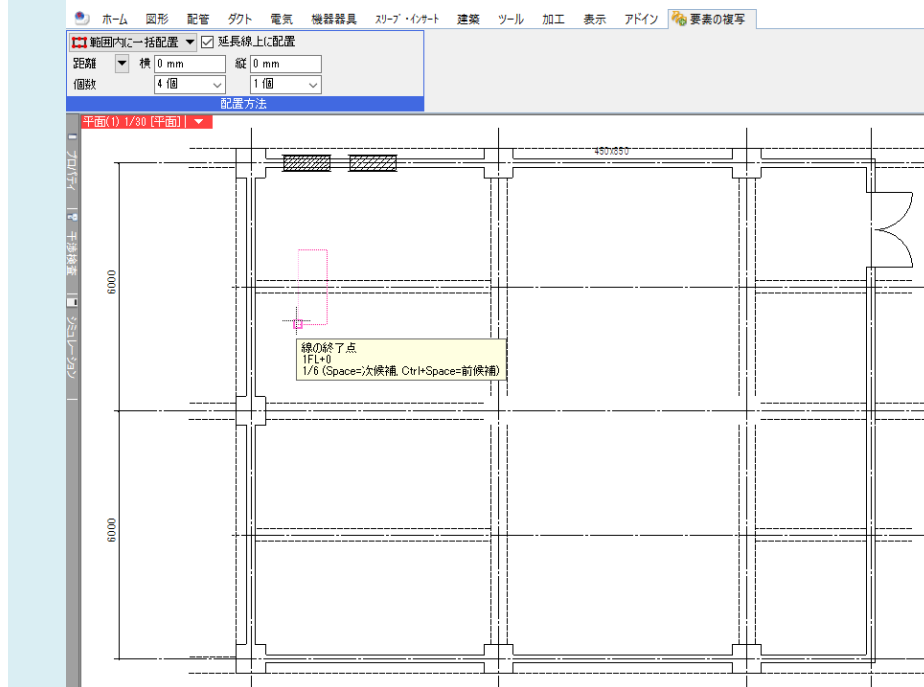 ホーム 図形 配管 ダクト 電気 機器器具 スリーブ・インサート 建築 ツール 加工 表示 アドイン 要素の複写
範囲内に一括配置 延長線上に配置
距離 横 0 mm 縦 0 mm
個数 4 個 1 個
配置方法
平面(1) 1/30 [平面]
プロパティ
干渉検査
シミュレーション
450X850
6000
線の終了点
1FL+0
1/6 (Space=次候補, Ctrl+Space=前候補)
6000